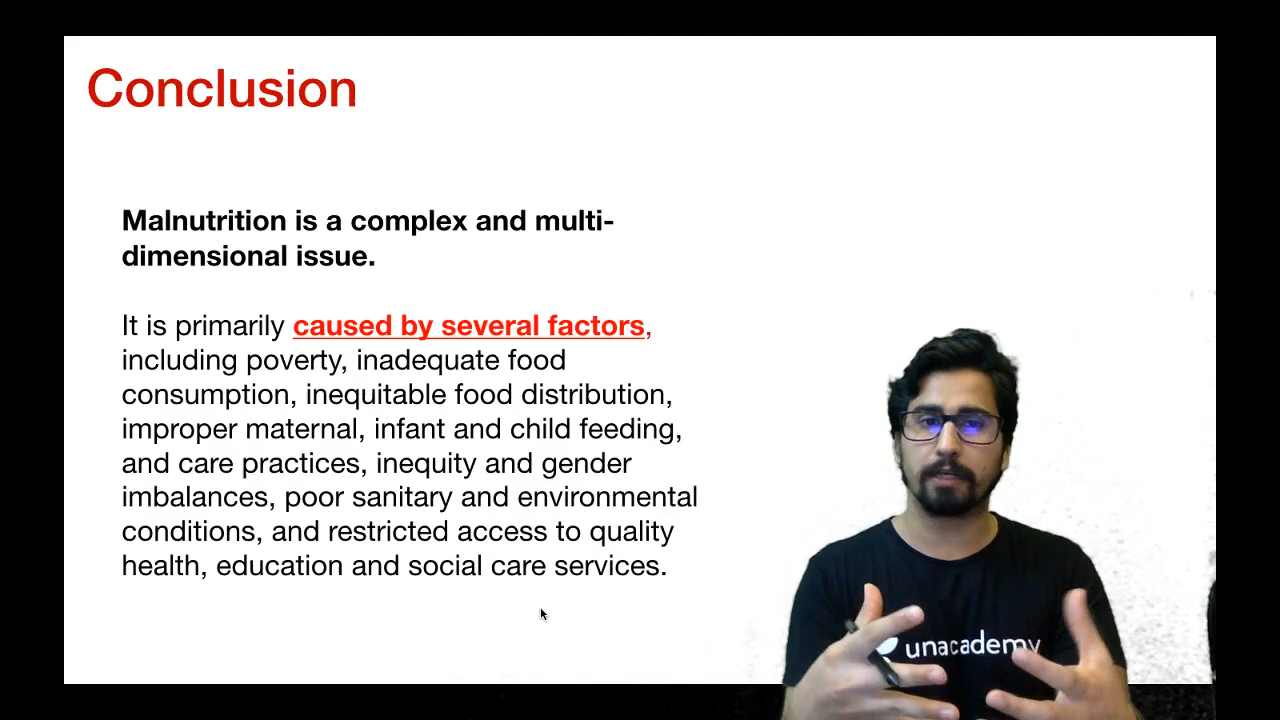 Conclusion
Malnutrition is a complex and multi-
dimensional issue.
It is primarily caused by several factors,
including poverty, inadequate food
consumption, inequitable food distribution,
improper maternal, infant and child feeding,
and care practices, inequity and gender
imbalances, poor sanitary and environmental
conditions, and restricted access to quality
health, education and social care services.
unacademy